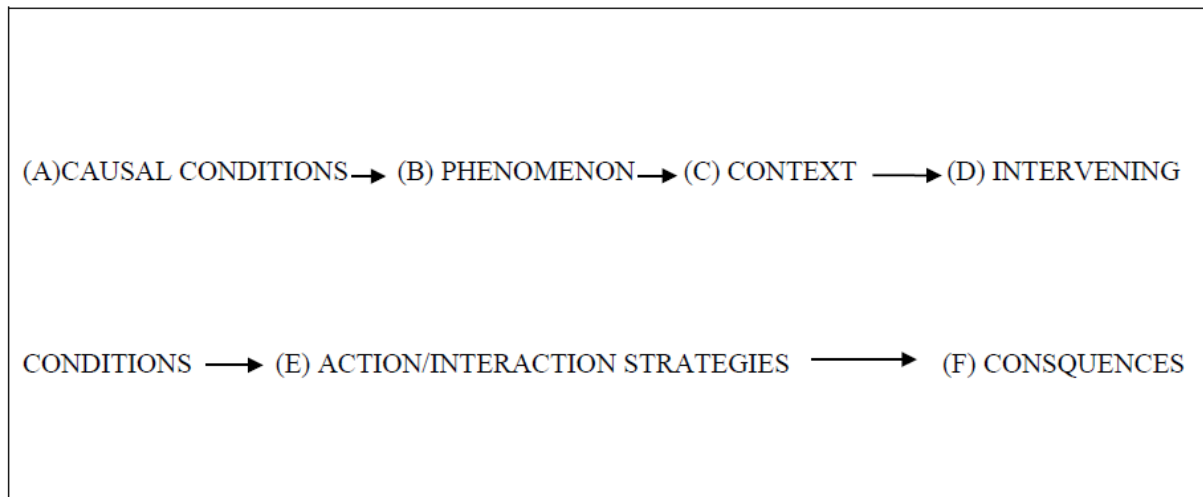 (A)CAUSAL CONDITIONS (B) PHENOMENON (C) CONTEXT (D) INTERVENING
CONDITIONS (E) ACTION/INTERACTION STRATEGIES (F) CONSQUENCES